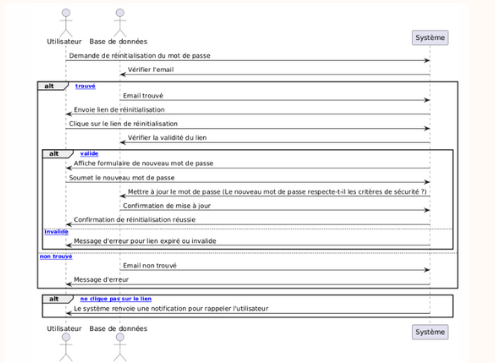 Utilisateur Base de données Système
Demande de réinitialisation du mot de passe
Vérifier l'email
alt trouvé
Email trouvé
Envoie lien de réinitialisation
Clique sur le lien de réinitialisation
Vérifier la validité du lien
alt valide
Affiche formulaire de nouveau mot de passe
Soumet le nouveau mot de passe
Mettre à jour le mot de passe (Le nouveau mot de passe respecte-t-il les critères de sécurité ?)
Confirmation de mise à jour
Confirmation de réinitialisation réussie
invalide
Message d'erreur pour lien expiré ou invalide
non trouvé
Email non trouvé
Message d'erreur
alt ne clique pas sur le lien
Le système renvoie une notification pour rappeler l'utilisateur
Utilisateur Base de données Système